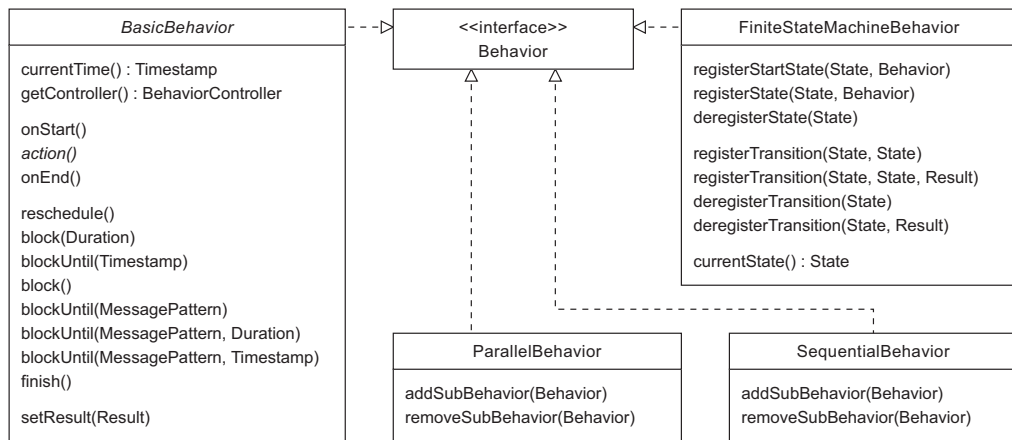 BasicBehavior
currentTime() : Timestamp
getController() : BehaviorController
onStart()
action()
onEnd()
reschedule()
block(Duration)
blockUntil(Timestamp)
block()
blockUntil(MessagePattern)
blockUntil(MessagePattern, Duration)
blockUntil(MessagePattern, Timestamp)
finish()
setResult(Result)
<<interface>>
Behavior
FiniteStateMachineBehavior
registerStartState(State, Behavior)
registerState(State, Behavior)
deregisterState(State)
registerTransition(State, State)
registerTransition(State, State, Result)
deregisterTransition(State)
deregisterTransition(State, Result)
currentState() : State
ParallelBehavior
addSubBehavior(Behavior)
removeSubBehavior(Behavior)
SequentialBehavior
addSubBehavior(Behavior)
removeSubBehavior(Behavior)